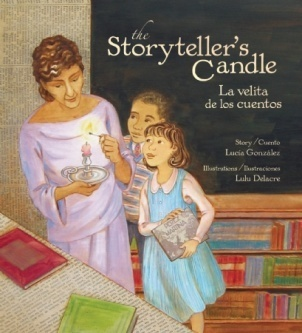 the
Storyteller's
Candle
La velita
de los cuentos
Story/Cuento
Lucía González
Illustrations/Ilustraciones
Lulu Delacre